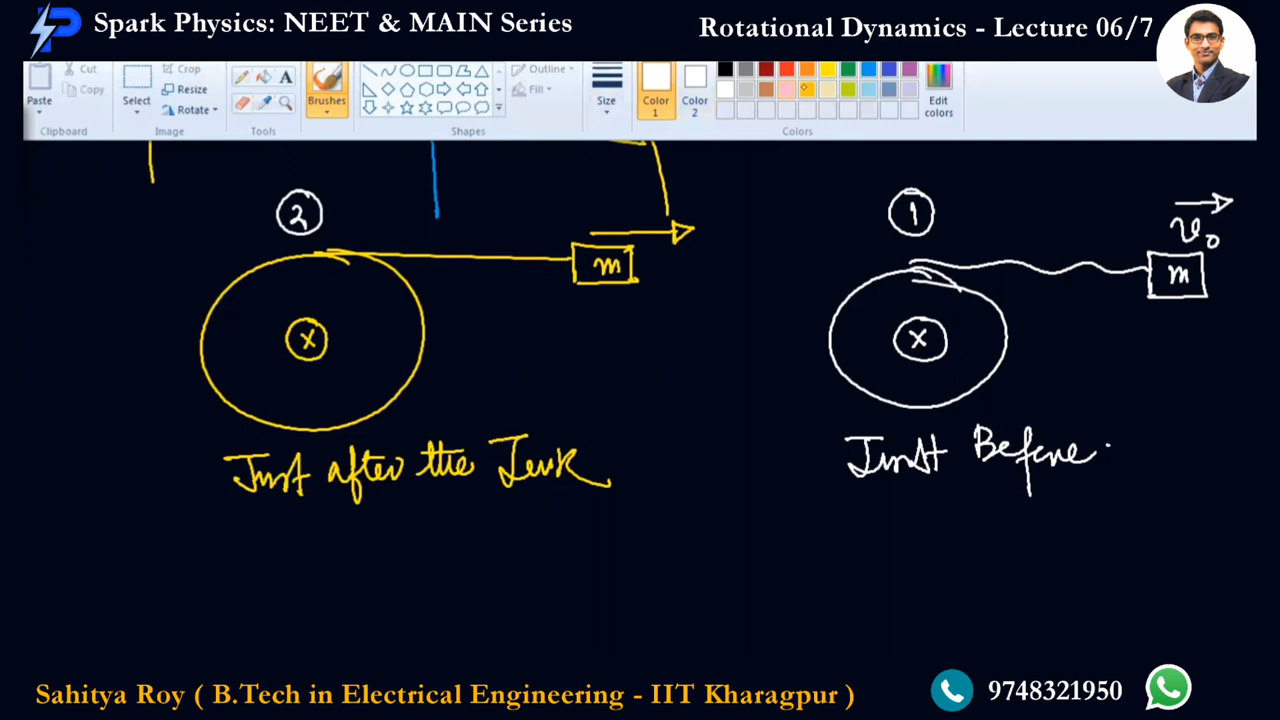 Spark Physics: NEET & MAIN Series
Rotational Dynamics - Lecture 06/7
Paste
Cut
Copy
Clipboard
Select
Crop
Resize
Rotate
Image
A
Tools
Brushes
Shapes
Outline
Fill
Size
Color 1
Color 2
Edit colors
Colors
2
m
x
Just after the Jerk
1
v₀
m
x
Just Before
Sahitya Roy ( B.Tech in Electrical Engineering - IIT Kharagpur )
9748321950